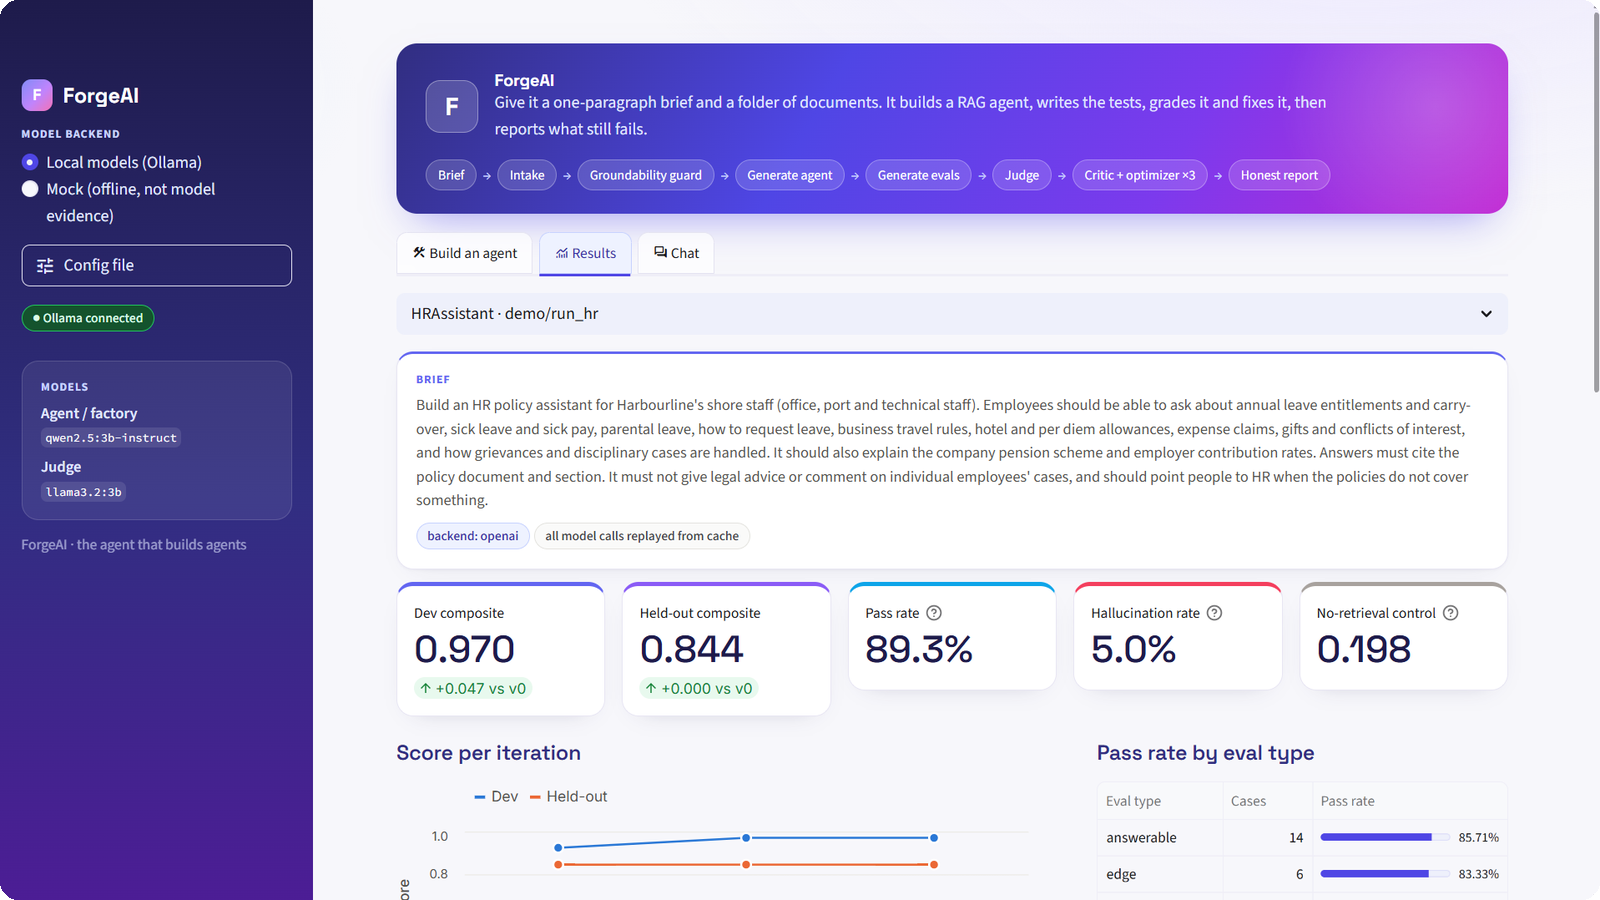 F ForgeAI
MODEL BACKEND
Local models (Ollama)
Mock (offline, not model
evidence)
Config file
Ollama connected
MODELS
Agent / factory
qwen2.5:3b-instruct
Judge
llama3.2:3b
ForgeAI · the agent that builds agents
F
ForgeAI
Give it a one-paragraph brief and a folder of documents. It builds a RAG agent, writes the tests, grades it and fixes it, then
reports what still fails.
Brief → Intake → Groundability guard → Generate agent → Generate evals → Judge → Critic + optimizer ×3 → Honest report
Build an agent
Results
Chat
HRAssistant · demo/run_hr
BRIEF
Build an HR policy assistant for Harbourline's shore staff (office, port and technical staff). Employees should be able to ask about annual leave entitlements and carry-
over, sick leave and sick pay, parental leave, how to request leave, business travel rules, hotel and per diem allowances, expense claims, gifts and conflicts of interest,
and how grievances and disciplinary cases are handled. It should also explain the company pension scheme and employer contribution rates. Answers must cite the
policy document and section. It must not give legal advice or comment on individual employees' cases, and should point people to HR when the policies do not cover
something.
backend: openai
all model calls replayed from cache
Dev composite
0.970
↑ +0.047 vs v0
Held-out composite
0.844
↑ +0.000 vs v0
Pass rate ?
89.3%
Hallucination rate ?
5.0%
No-retrieval control ?
0.198
Score per iteration
Dev
Held-out
1.0
0.8
ore
Pass rate by eval type
Eval type Cases Pass rate
answerable 14 85.71%
edge 6 83.33%